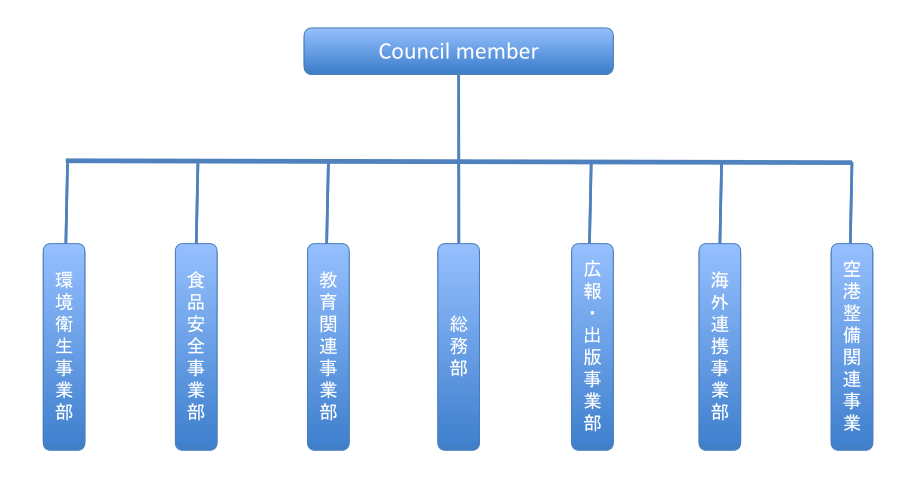 Council member
環境衛生事業部
食品安全事業部
教育関連事業部
総務部
広報・出版事業部
海外連携事業部
空港整備関連事業